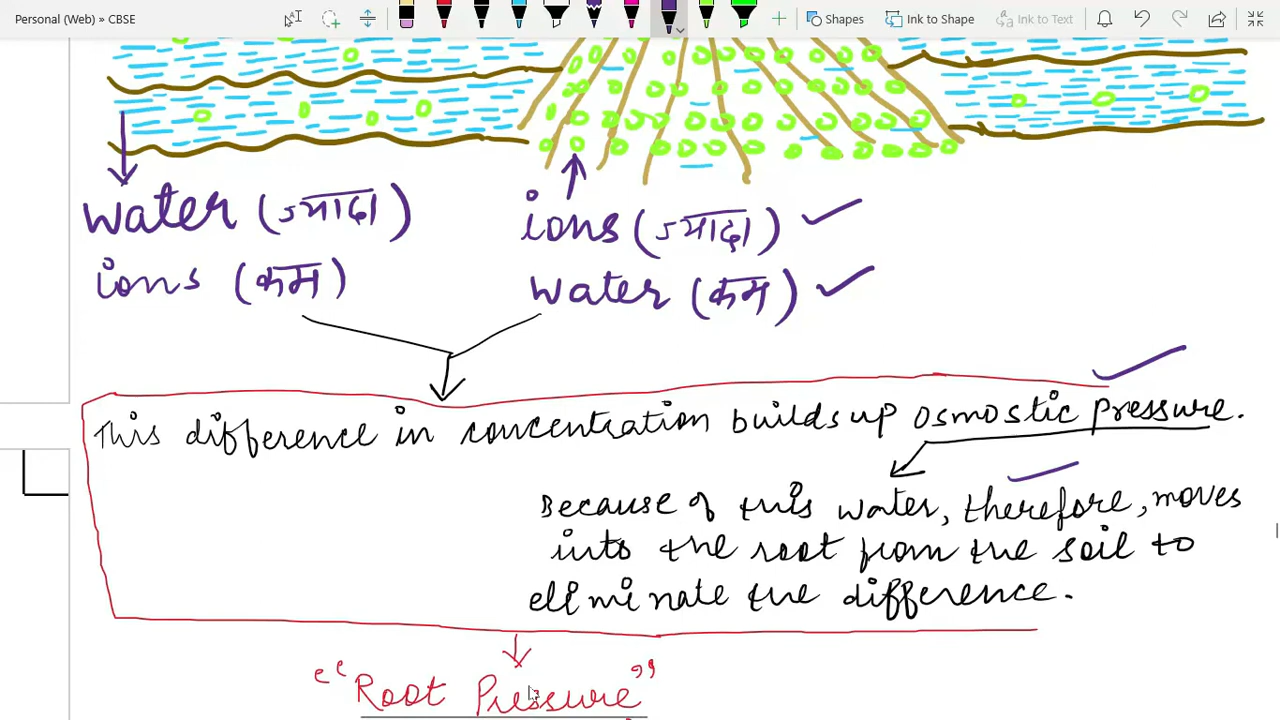 Personal (Web) » CBSE
Shapes
Ink to Shape
Ink to Text
water (ज्यादा)
ions (कम)
ions (ज्यादा)
water (कम)
This difference in concentration builds up osmostic pressure.
Because of this water, therefore, moves
into the root from the soil to
eliminate the difference.
"Root Pressure"